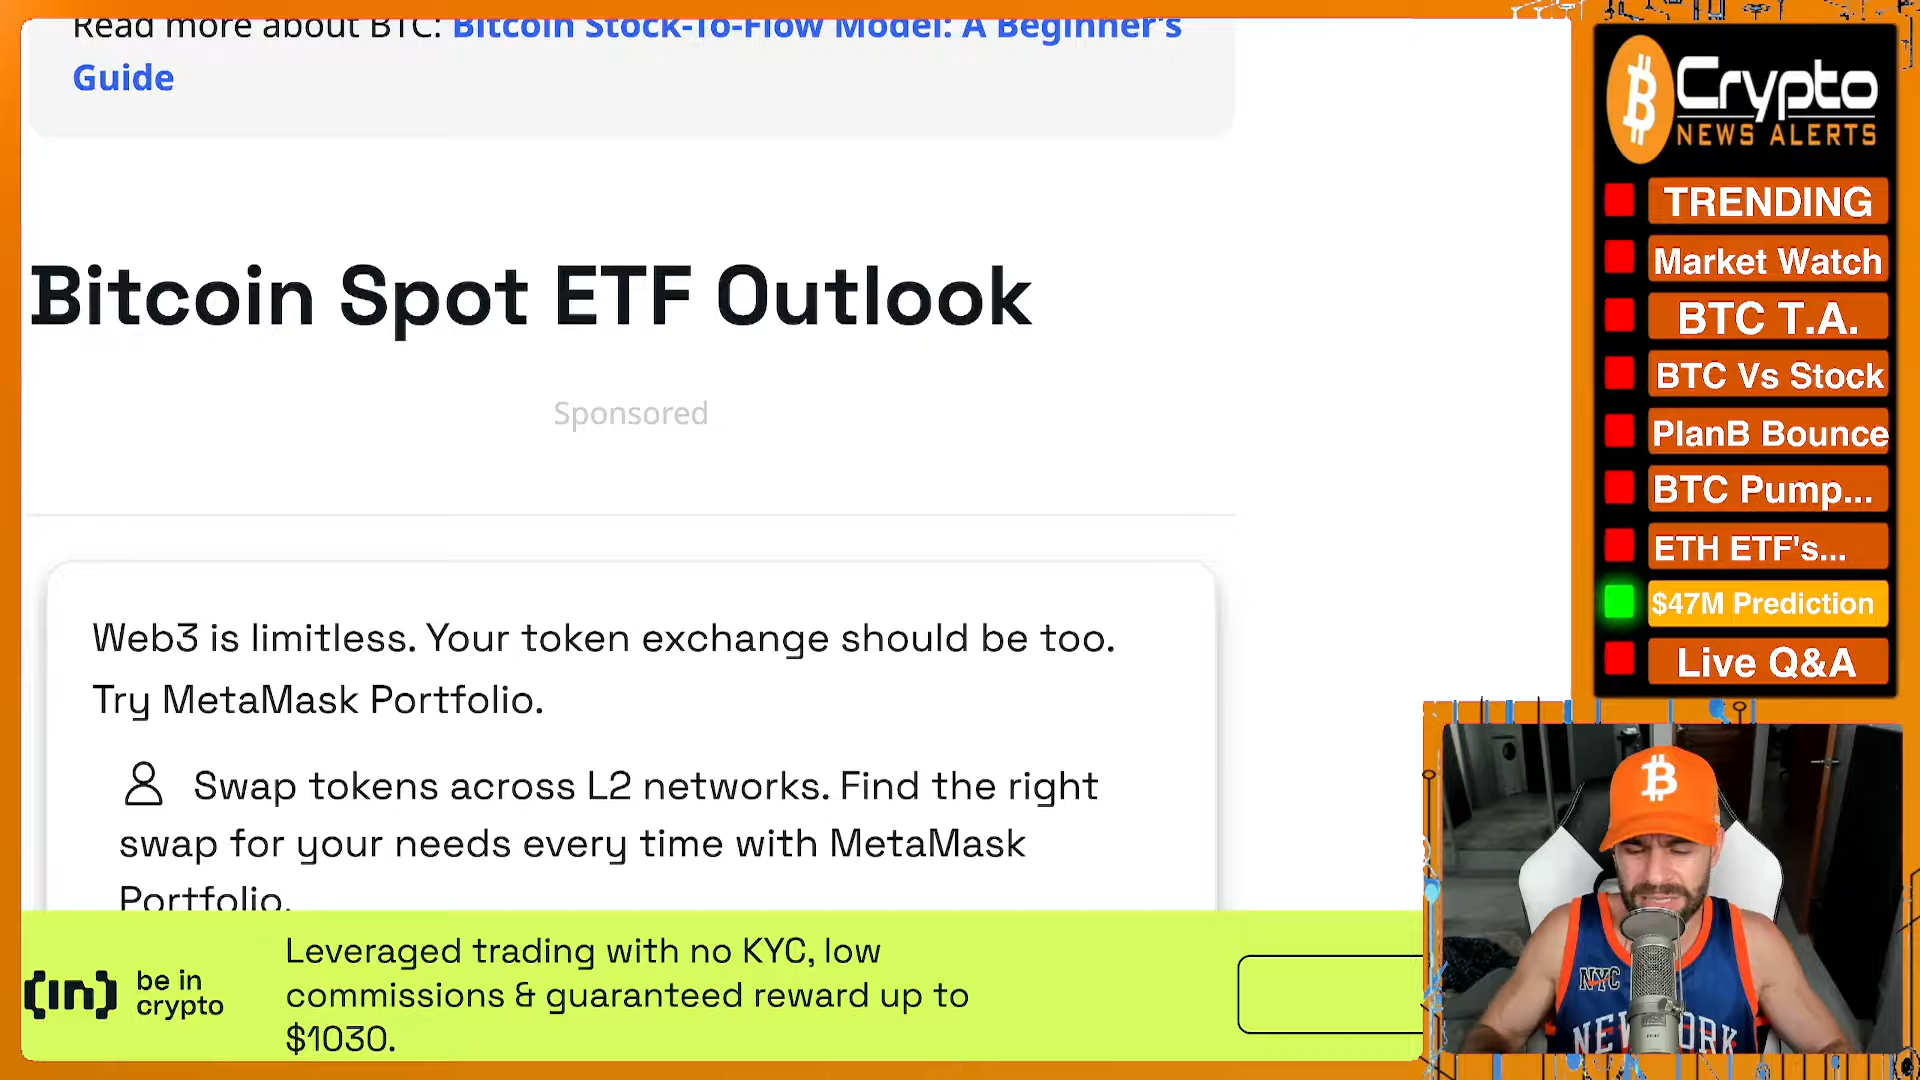 Read more about BTC: Bitcoin Stock-To-Flow Model: A Beginner's
Guide
Bitcoin Spot ETF Outlook
Sponsored
Web3 is limitless. Your token exchange should be too.
Try MetaMask Portfolio.
Swap tokens across L2 networks. Find the right
swap for your needs every time with MetaMask
Portfolio.
be in
crypto
Leveraged trading with no KYC, low
commissions & guaranteed reward up to
$1030.
Crypto
NEWS ALERTS
TRENDING
Market Watch
BTC T.A.
BTC Vs Stock
PlanB Bounce
BTC Pump...
ETH ETF's...
$47M Prediction
Live Q&A
NYC
NEW YORK